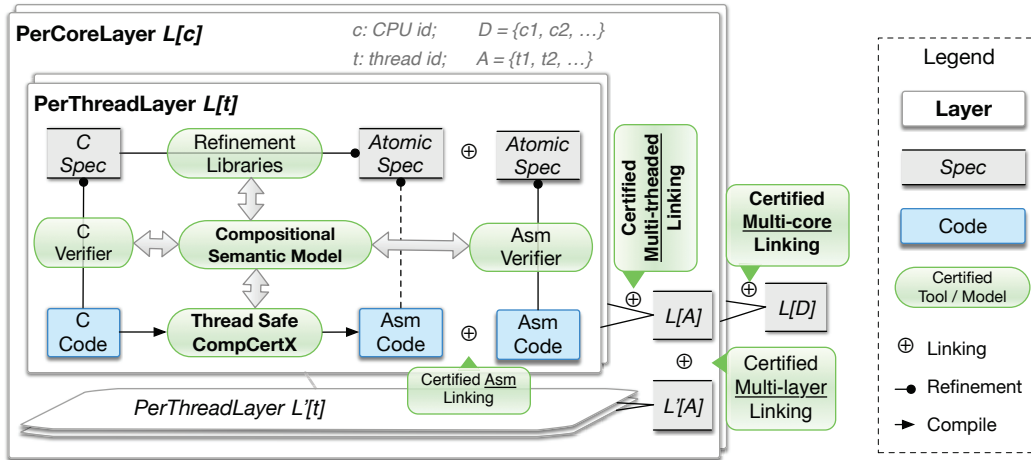 PerCoreLayer L[c]
c: CPU id; D = {c1, c2, …}
t: thread id; A = {t1, t2, …}
PerThreadLayer L[t]
C
Spec
Refinement
Libraries
Atomic
Spec
⊕
Atomic
Spec
C
Verifier
Compositional
Semantic Model
Asm
Verifier
C
Code
Thread Safe
CompCertX
Asm
Code
⊕
Asm
Code
Certified Asm
Linking
PerThreadLayer L'[t]
Certified
Multi-trheaded
Linking
Certified
Multi-core
Linking
⊕
⊕
L[A]
L[D]
⊕
L'[A]
Certified
Multi-layer
Linking
Legend
Layer
Spec
Code
Certified
Tool / Model
⊕ Linking
Refinement
Compile